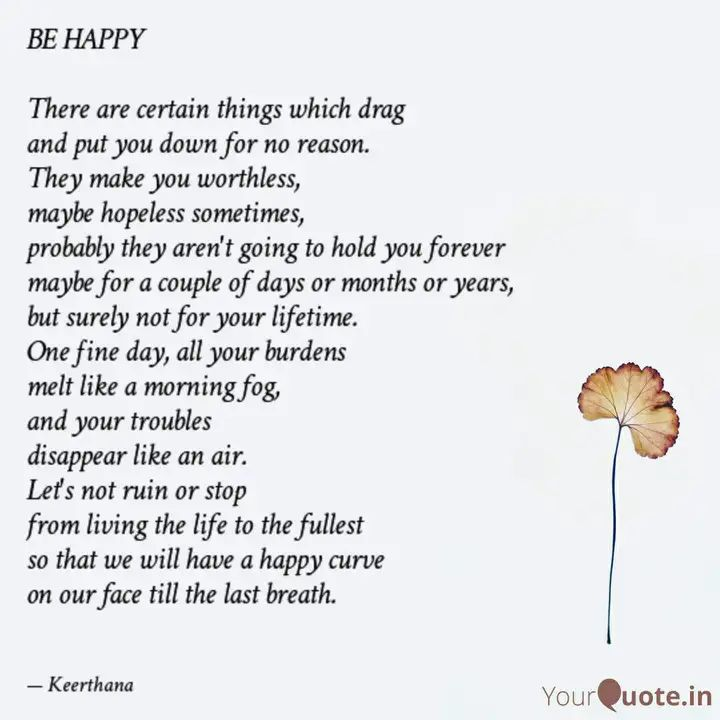 BE HAPPY
There are certain things which drag
and put you down for no reason.
They make you worthless,
maybe hopeless sometimes,
probably they aren't going to hold you forever
maybe for a couple of days or months or years,
but surely not for your lifetime.
One fine day, all your burdens
melt like a morning fog,
and your troubles
disappear like an air.
Let's not ruin or stop
from living the life to the fullest
so that we will have a happy curve
on our face till the last breath.
— Keerthana
YourQuote.in